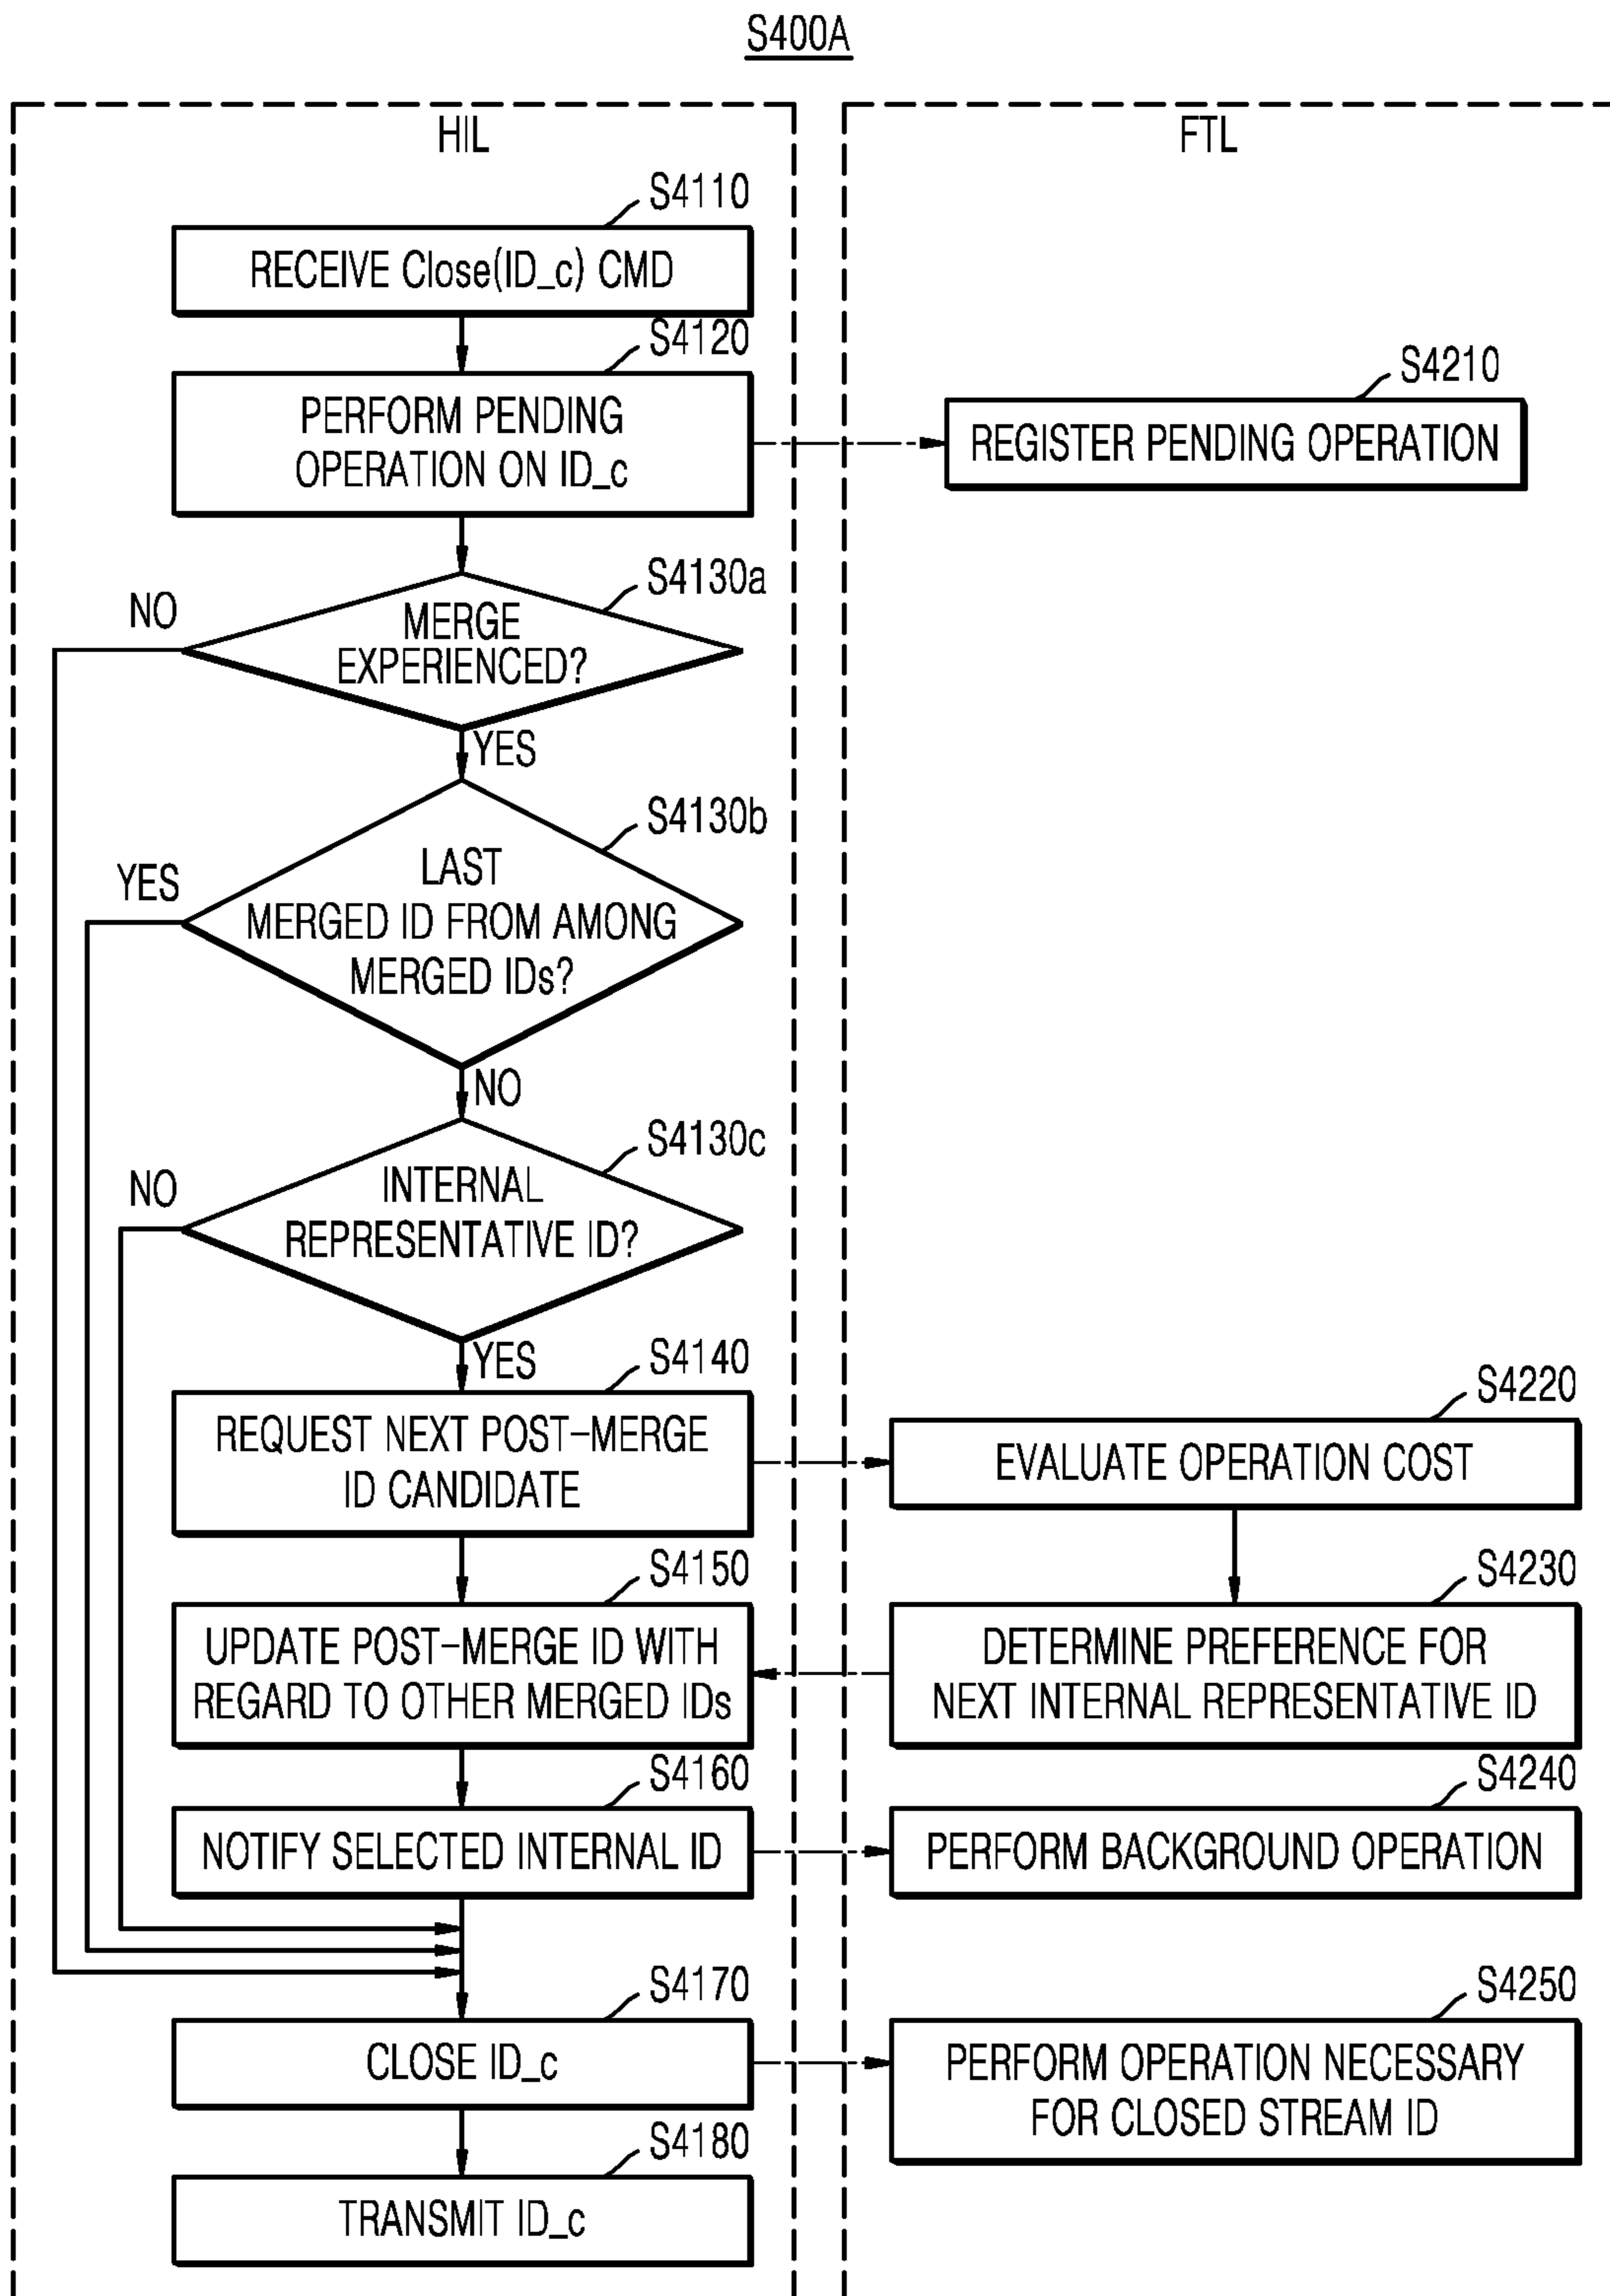 S400A
HIL
FTL
S4110
RECEIVE Close(ID_c) CMD
S4120
PERFORM PENDING
OPERATION ON ID_c
S4210
REGISTER PENDING OPERATION
S4130a
NO
MERGE
EXPERIENCED?
YES
S4130b
YES
LAST
MERGED ID FROM AMONG
MERGED IDs?
NO
S4130c
NO
INTERNAL
REPRESENTATIVE ID?
YES
S4140
REQUEST NEXT POST-MERGE
ID CANDIDATE
S4220
EVALUATE OPERATION COST
S4150
UPDATE POST-MERGE ID WITH
REGARD TO OTHER MERGED IDs
S4230
DETERMINE PREFERENCE FOR
NEXT INTERNAL REPRESENTATIVE ID
S4160
NOTIFY SELECTED INTERNAL ID
S4240
PERFORM BACKGROUND OPERATION
S4170
CLOSE ID_c
S4250
PERFORM OPERATION NECESSARY
FOR CLOSED STREAM ID
S4180
TRANSMIT ID_c